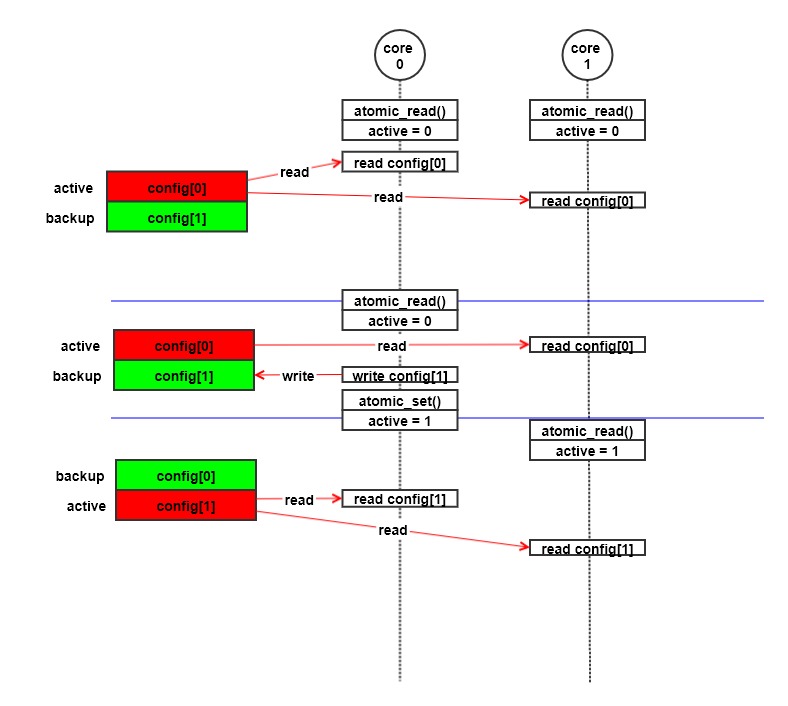 core
0
core
1
atomic_read()
active = 0
atomic_read()
active = 0
read config[0]
read
active
config[0]
read
read config[0]
backup
config[1]
atomic_read()
active = 0
active
config[0]
read
read config[0]
backup
config[1]
write
write config[1]
atomic_set()
active = 1
atomic_read()
active = 1
backup
config[0]
active
config[1]
read
read config[1]
read
read config[1]